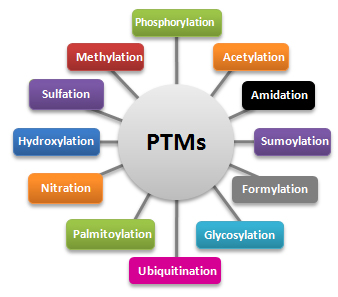 Phosphorylation
Methylation
Acetylation
Sulfation
Amidation
Hydroxylation
PTMs
Sumoylation
Nitration
Formylation
Palmitoylation
Glycosylation
Ubiquitination